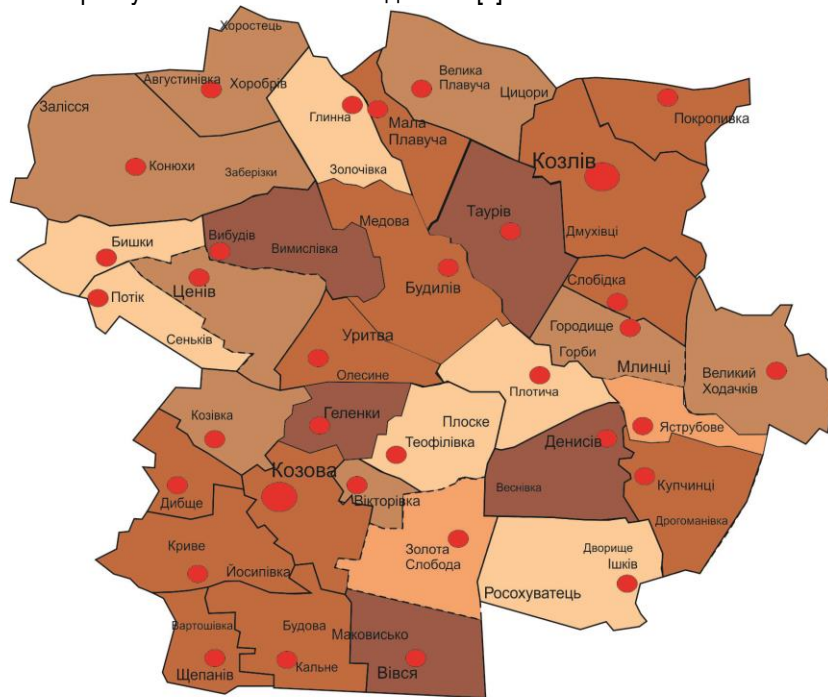 Хоростець
Августинівка
Хоробрів
Залісся
Конюхи
Заберізки
Глинна
Золочівка
Мала
Плавуча
Велика
Плавуча
Цицори
Покропивка
Козлів
Дмухівці
Таурів
Медова
Будилів
Вибудів
Вимислівка
Бишки
Потік
Ценів
Сеньків
Уритва
Олесине
Слобідка
Городище
Горби
Млинці
Великий
Ходачків
Плотича
Яструбове
Козівка
Геленки
Плоске
Теофілівка
Денисів
Веснівка
Купчинці
Дрогоманівка
Козова
Вікторівка
Дибще
Криве
Йосипівка
Золота
Слобода
Дворище
Ішків
Росохуватець
Вартошівка
Щепанів
Будова
Кальне
Маковисько
Вівся